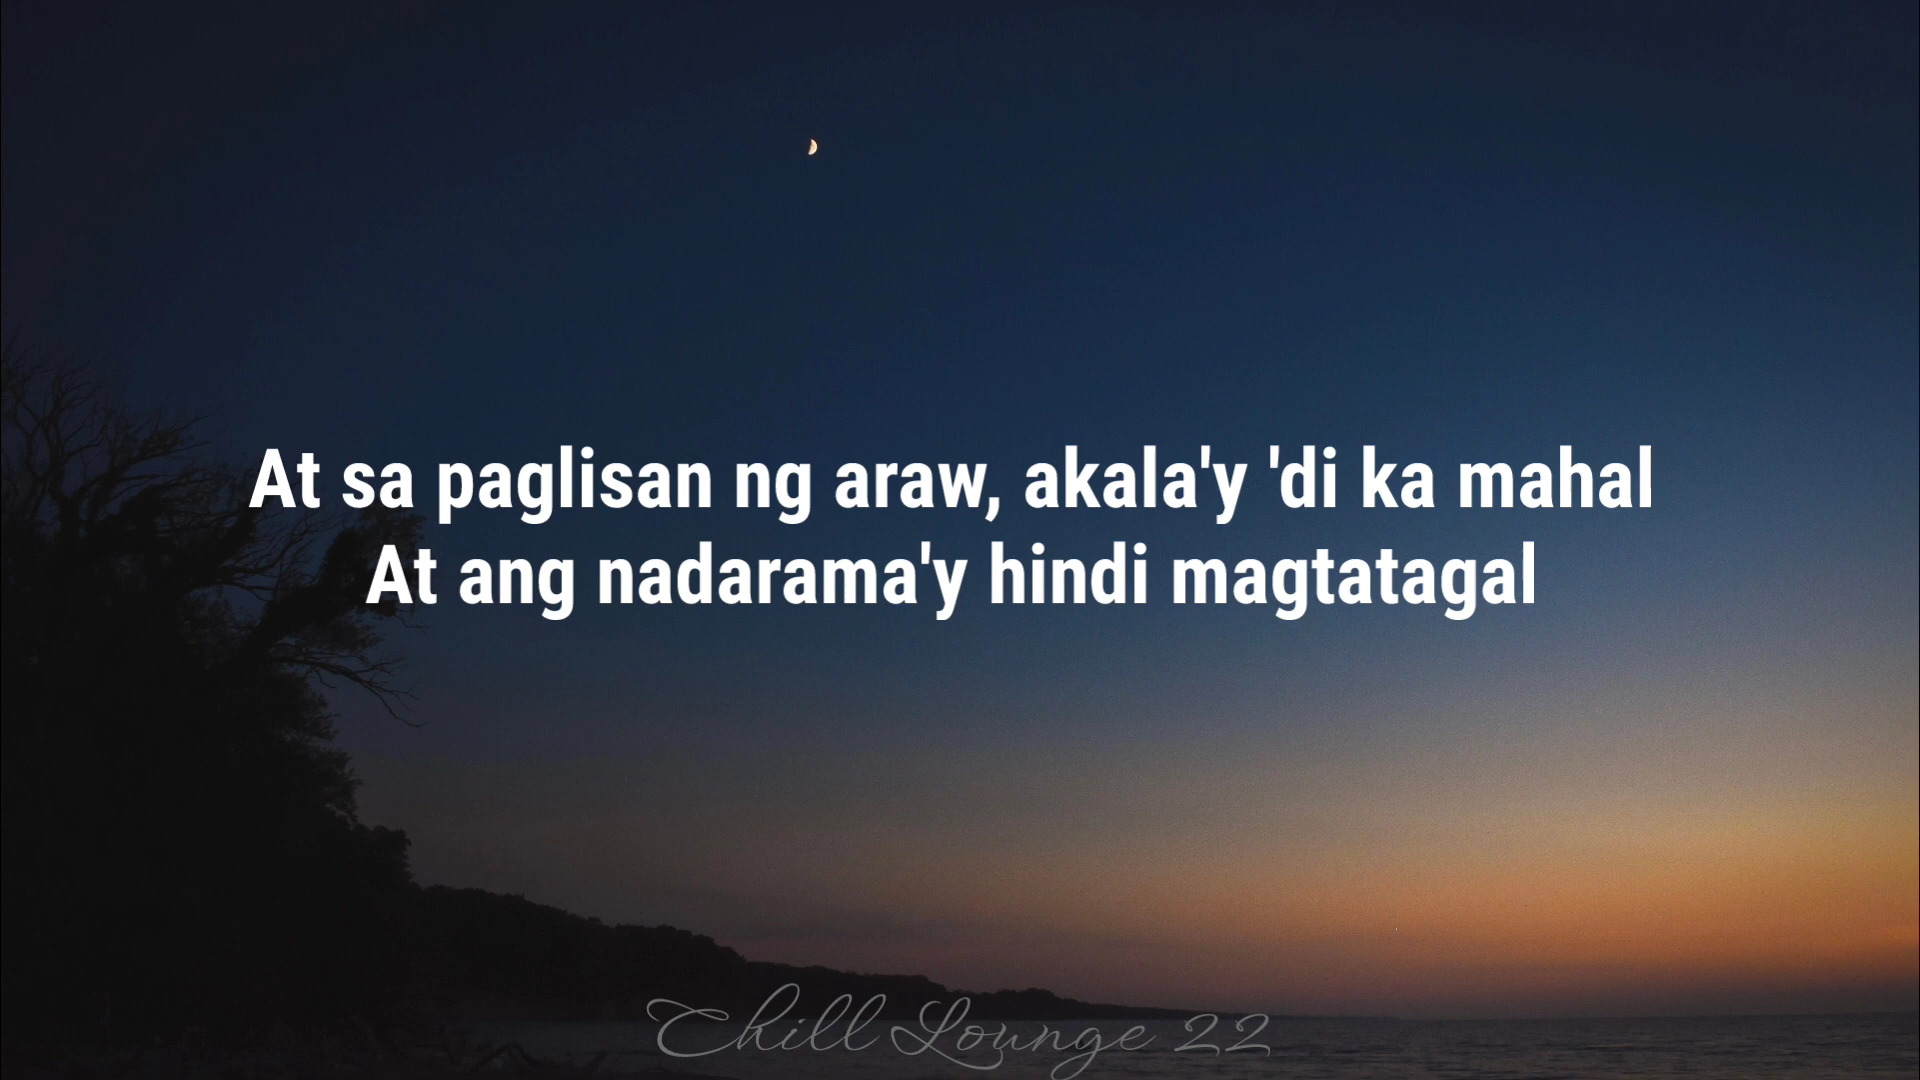 At sa paglisan ng araw, akala'y 'di ka mahal
At ang nadarama'y hindi magtatagal
Chill Lounge 22